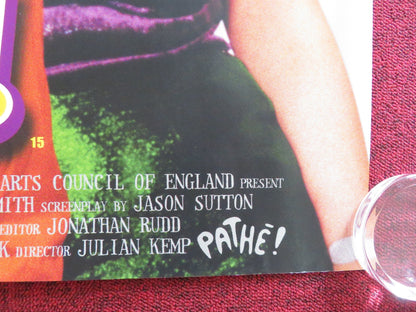 15
ARTS COUNCIL OF ENGLAND PRESENT
MITH SCREENPLAY BY JASON SUTTON
EDITOR JONATHAN RUDD
K DIRECTOR JULIAN KEMP PATHÉ!